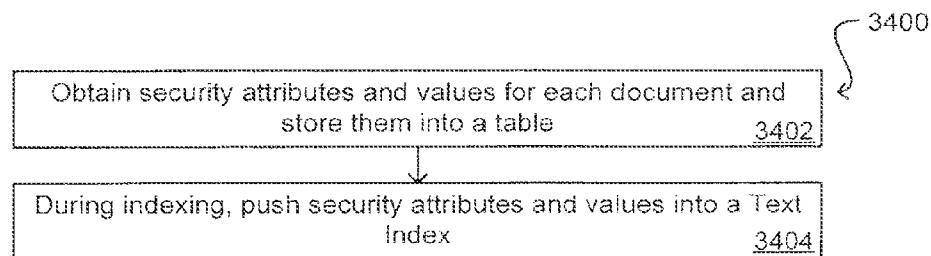 3400
Obtain security attributes and values for each document and
store them into a table
3402
During indexing, push security attributes and values into a Text
Index
3404